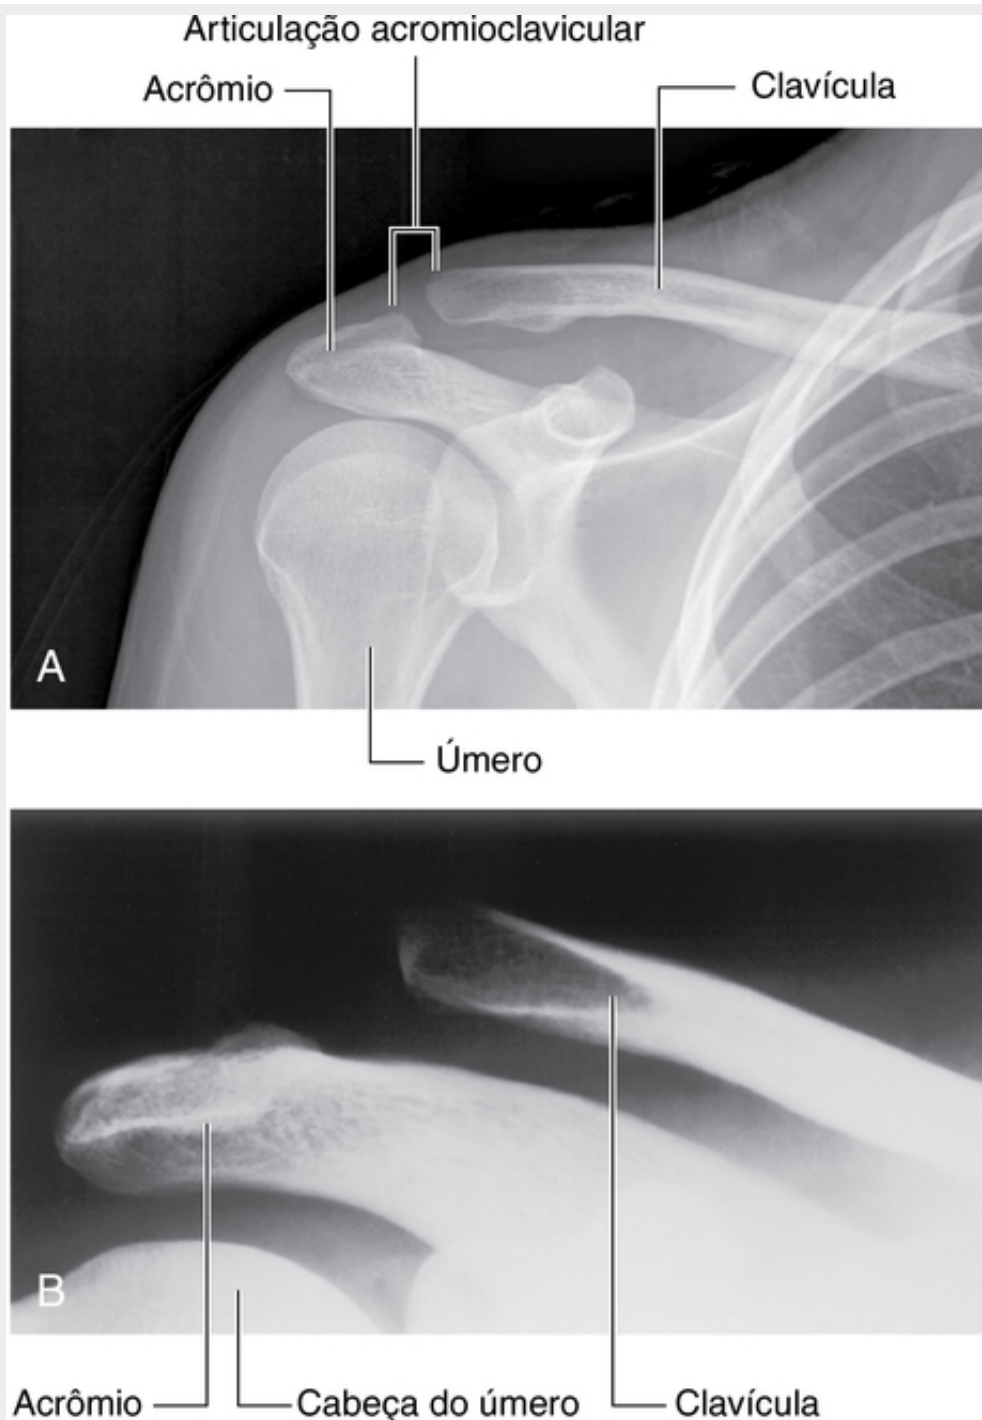 Articulação acromioclavicular
Acrômio
Clavícula
A
Úmero
B
Acrômio
Cabeça do úmero
Clavícula